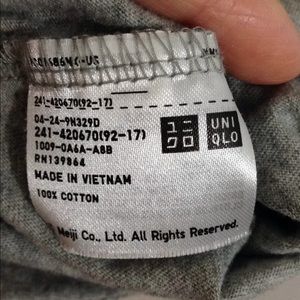 241-420670(92-17)
04-24-9N329D
241-420670(92-17)
1009-0A6A-A8B
RN139864
MADE IN VIETNAM
100% COTTON
Meiji Co., Ltd. All Rights Reserved.
ユニ
クロ
UNI
QLO